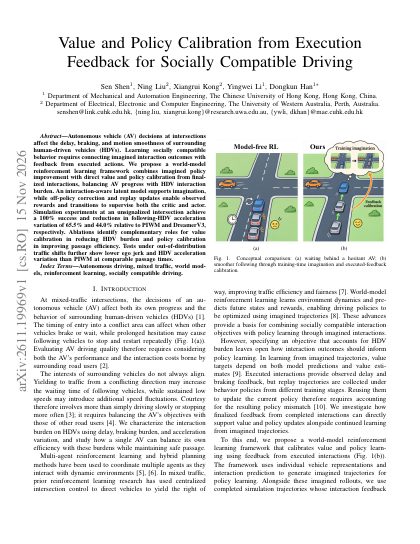 Value and Policy Calibration from Execution
Feedback for Socially Compatible Driving
Sen Shen1, Ning Liu2, Xiangrui Kong2, Yingwei Li1, Dongkun Han1*
1 Department of Mechanical and Automation Engineering, The Chinese University of Hong Kong, Hong Kong, China.
2 Department of Electrical, Electronic and Computer Engineering, The University of Western Australia, Perth, Australia.
senshen@link.cuhk.edu.hk, {ning.liu, xiangrui.kong}@research.uwa.edu.au, {ywli, dkhan}@mae.cuhk.edu.hk
arXiv:2611.19969v1 [cs.RO] 15 Nov 2026
Abstract—Autonomous vehicle (AV) decisions at intersections
affect the delay, braking, and motion smoothness of surrounding
human-driven vehicles (HDVs). Learning socially compatible
behavior requires connecting imagined interaction outcomes with
feedback from executed actions. We propose a world-model
reinforcement learning framework combines imagined policy
improvement with direct value and policy calibration from final-
ized interactions, balancing AV progress with HDV interaction
burden. An interaction-aware latent model supports imagination,
while off-policy correction and replay updates enable observed
rewards and transitions to supervise both the critic and actor.
Simulation experiments at an unsignalized intersection achieve
a 100% success and reductions in following-HDV acceleration
variation of 65.5% and 44.0% relative to PIWM and DreamerV3,
respectively. Ablations identify complementary roles for value
calibration in reducing HDV burden and policy calibration
in improving passage efficiency. Tests under out-of-distribution
traffic shifts further show lower ego jerk and HDV acceleration
variation than PIWM at comparable passage times.
Index Terms—Autonomous driving, mixed traffic, world mod-
els, reinforcement learning, socially compatible driving.
I. INTRODUCTION
At mixed-traffic intersections, the decisions of an au-
tonomous vehicle (AV) affect both its own progress and the
behavior of surrounding human-driven vehicles (HDVs) [1].
The timing of entry into a conflict area can affect when other
vehicles brake or wait, while prolonged hesitation may cause
following vehicles to stop and restart repeatedly (Fig. 1(a)).
Evaluating AV driving quality therefore requires considering
both the AV's performance and the interaction costs borne by
surrounding road users [2].
The interests of surrounding vehicles do not always align.
Yielding to traffic from a conflicting direction may increase
the waiting time of following vehicles, while sustained low
speeds may introduce additional speed fluctuations. Courtesy
therefore involves more than simply driving slowly or stopping
more often [3], it requires balancing the AV's objectives with
those of other road users [4]. We characterize the interaction
burden on HDVs using delay, braking burden, and acceleration
variation, and study how a single AV can balance its own
efficiency with these burdens while maintaining safe passage.
Multi-agent reinforcement learning and hybrid planning
methods have been used to coordinate multiple agents as they
interact with dynamic environments [5], [6]. In mixed traffic,
prior reinforcement learning research has used centralized
intersection control to direct vehicles to yield the right of
Model-free RL
Ours
Training imagination
(a)
(b)
Fig. 1. Conceptual comparison: (a) waiting behind a hesitant AV; (b)
smoother following through training-time imagination and executed-feedback
calibration.
way, improving traffic efficiency and fairness [7]. World-model
reinforcement learning learns environment dynamics and pre-
dicts future states and rewards, enabling driving policies to
be optimized using imagined trajectories [8]. These advances
provide a basis for combining socially compatible interaction
objectives with policy learning through imagined interactions.
However, specifying an objective that accounts for HDV
burden leaves open how interaction outcomes should inform
policy learning. In learning from imagined trajectories, value
targets depend on both model predictions and value esti-
mates [9]. Executed interactions provide observed delay and
braking feedback, but replay trajectories are collected under
behavior policies from different training stages. Reusing them
to update the current policy therefore requires accounting
for the resulting policy mismatch [10]. We investigate how
finalized feedback from completed interactions can directly
support value and policy updates alongside continued learning
from imagined trajectories.
To this end, we propose a world-model reinforcement
learning framework that calibrates value and policy learn-
ing using feedback from executed interactions (Fig. 1(b)).
The framework uses individual vehicle representations and
interaction prediction to generate imagined trajectories for
policy learning. Alongside these imagined rollouts, we use
completed simulation trajectories whose interaction feedback